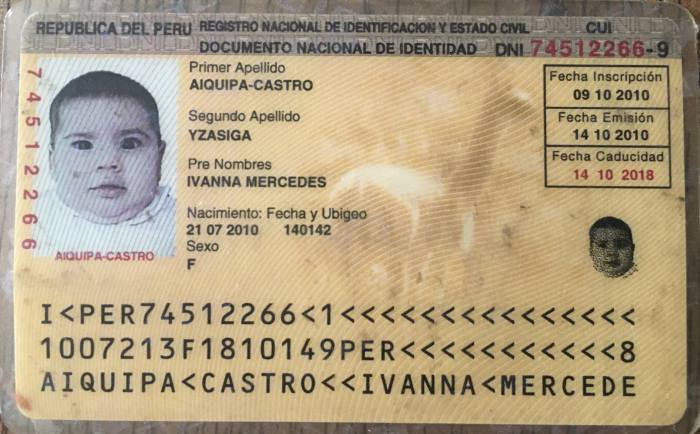 REPUBLICA DEL PERU REGISTRO NACIONAL DE IDENTIFICACION Y ESTADO CIVIL CUI
DOCUMENTO NACIONAL DE IDENTIDAD DNI 74512266-9
74512266
Primer Apellido
AIQUIPA-CASTRO
Segundo Apellido
YZASIGA
Pre Nombres
IVANNA MERCEDES
Nacimiento: Fecha y Ubigeo
21 07 2010 140142
Sexo
F
Fecha Inscripción
09 10 2010
Fecha Emisión
14 10 2010
Fecha Caducidad
14 10 2018
AIQUIPA-CASTRO
I<PER74512266<1<<<<<<<<<<<<<<<
1007213F1810149PER<<<<<<<<<<<8
AIQUIPA<CASTRO<<IVANNA<MERCEDE